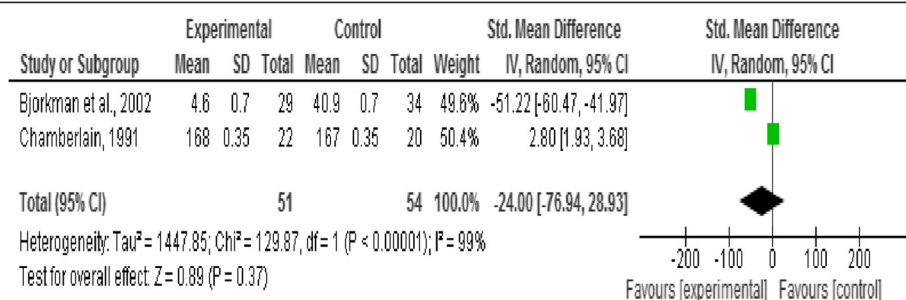 Experimental Control Std. Mean Difference Std. Mean Difference
Study or Subgroup Mean SD Total Mean SD Total Weight IV, Random, 95% CI IV, Random, 95% CI
Bjorkman et al., 2002 4.6 0.7 29 40.9 0.7 34 49.6% -51.22 [-60.47, -41.97]
Chamberlain, 1991 168 0.35 22 167 0.35 20 50.4% 2.80 [1.93, 3.68]
Total (95% CI) 51 54 100.0% -24.00 [-76.94, 28.93]
Heterogeneity: Tau² = 1447.85; Chi² = 129.87, df = 1 (P < 0.00001); I² = 99%
Test for overall effect: Z = 0.89 (P = 0.37)
-200 -100 0 100 200
Favours [experimental] Favours [control]